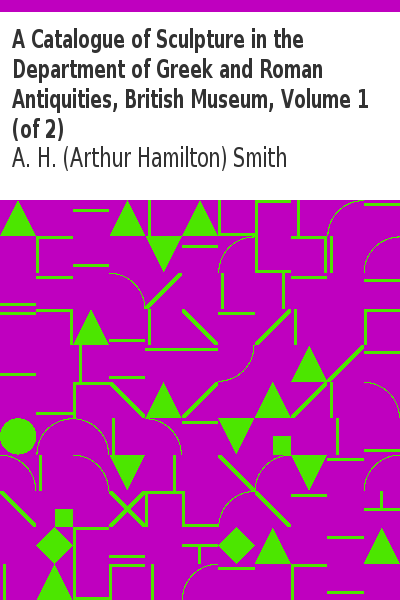 A Catalogue of Sculpture in the
Department of Greek and Roman
Antiquities, British Museum, Volume 1
(of 2)
A. H. (Arthur Hamilton) Smith